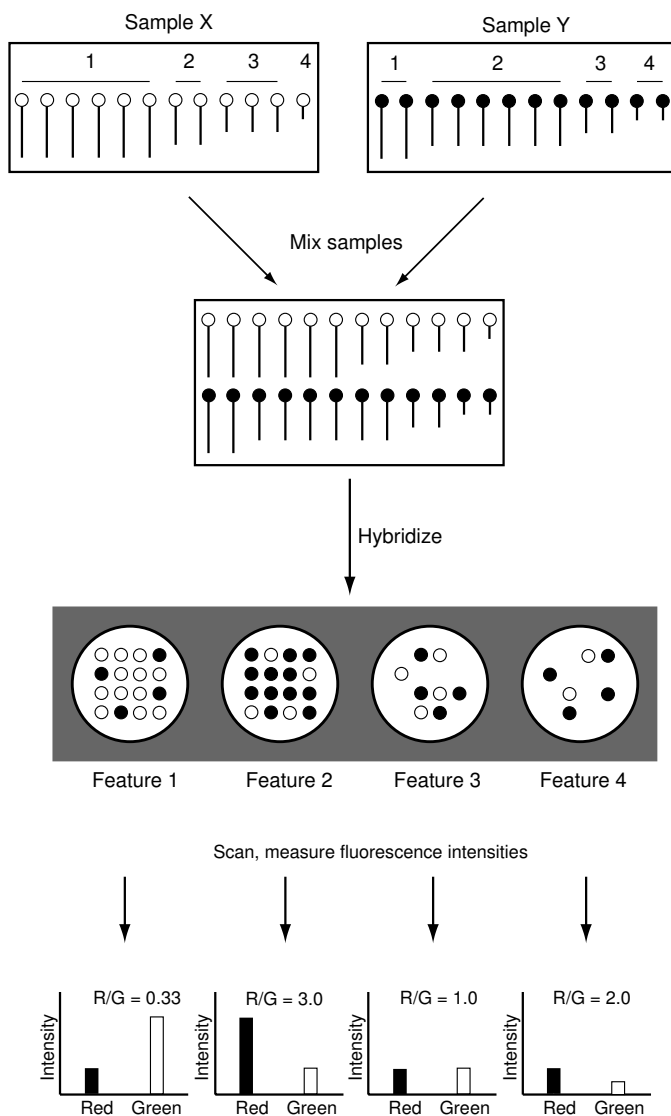 Sample X
Sample Y
1 2 3 4
1 2 3 4
Mix samples
Hybridize
Feature 1 Feature 2 Feature 3 Feature 4
Scan, measure fluorescence intensities
R/G = 0.33
Intensity
Red Green
R/G = 3.0
Intensity
Red Green
R/G = 1.0
Intensity
Red Green
R/G = 2.0
Intensity
Red Green